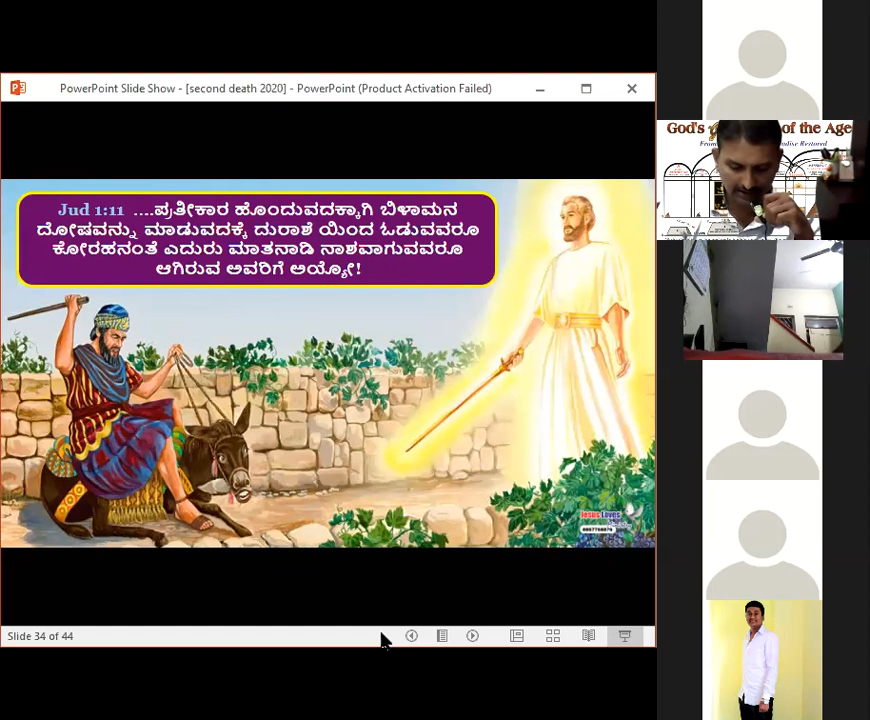 PowerPoint Slide Show - [second death 2020] - PowerPoint (Product Activation Failed)
Jud 1:11 ....ಪ್ರತೀಕಾರ ಹೊಂದುವದಕ್ಕಾಗಿ ಬಿಳಾಮನ
ದೋಷವನ್ನು ಮಾಡುವದಕ್ಕೆ ದುರಾಶೆ ಯಿಂದ ಓಡುವವರೂ
ಕೋರಹನಂತೆ ಎದುರು ಮಾತನಾಡಿ ನಾಶವಾಗುವವರೂ
ಆಗಿರುವ ಅವರಿಗೆ ಅಯ್ಯೋ!
Jesus Loves
Slide 34 of 44
God's of the Age